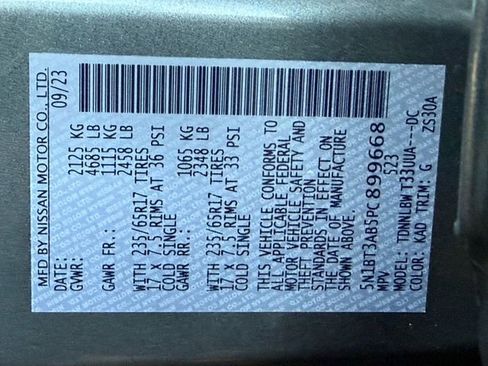 MFD BY NISSAN MOTOR CO., LTD.
DATE: 09/23
GVWR: 2125 KG
4685 LB
GAWR FR.: 1115 KG
2458 LB
WITH 235/65R17 TIRES
17 X 7.5 RIMS AT 36 PSI
COLD SINGLE
GAWR RR.: 1065 KG
2348 LB
WITH 235/65R17 TIRES
17 X 7.5 RIMS AT 33 PSI
COLD SINGLE
THIS VEHICLE CONFORMS TO
ALL APPLICABLE FEDERAL
MOTOR VEHICLE SAFETY AND
THEFT PREVENTION
STANDARDS IN EFFECT ON
THE DATE OF MANUFACTURE
SHOWN ABOVE.
5N1BT3AB5PC 899668
MPV 523
MODEL: TDNNLBW T33UUA---DC
COLOR: KAD TRIM: G ZS30A